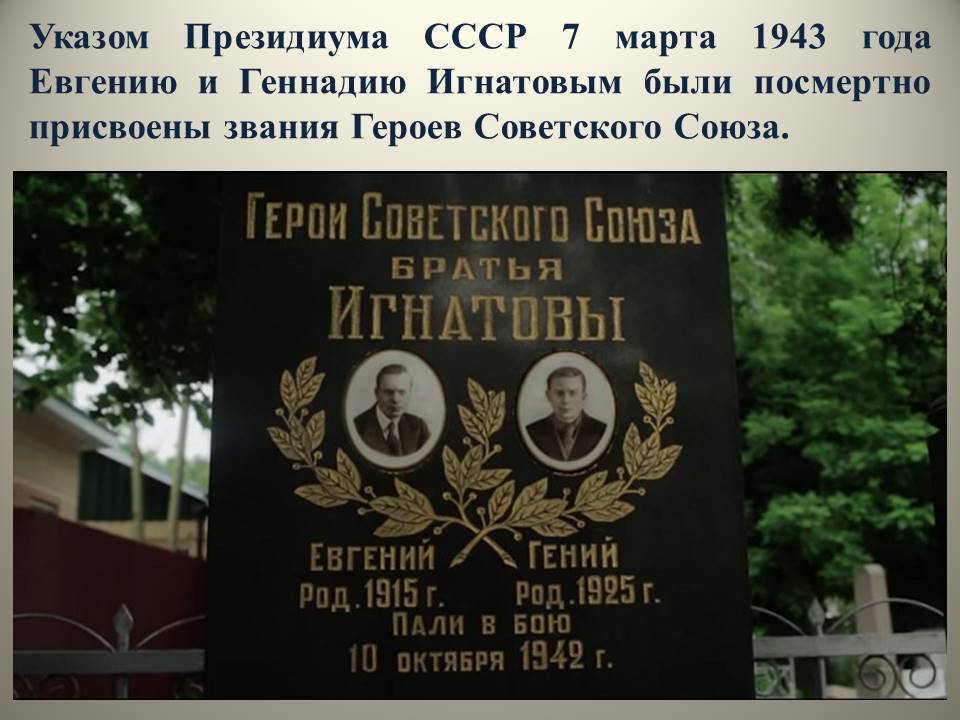 Указом Президиума СССР 7 марта 1943 года
Евгению и Геннадию Игнатовым были посмертно
присвоены звания Героев Советского Союза.
ГЕРОИ СОВЕТСКОГО СОЮЗА
БРАТЬЯ
ИГНАТОВЫ
ЕВГЕНИЙ ГЕНИЙ
РОД.1915 г. РОД.1925 г.
ПАЛИ В БОЮ
10 ОКТЯБРЯ 1942 г.